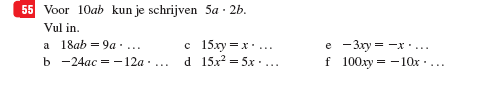 55 Voor 10ab kun je schrijven 5a · 2b.
Vul in.
a 18ab = 9a · ... c 15xy = x · ... e −3xy = −x · ...
b −24ac = −12a · ... d 15x² = 5x · ... f 100xy = −10x · ...